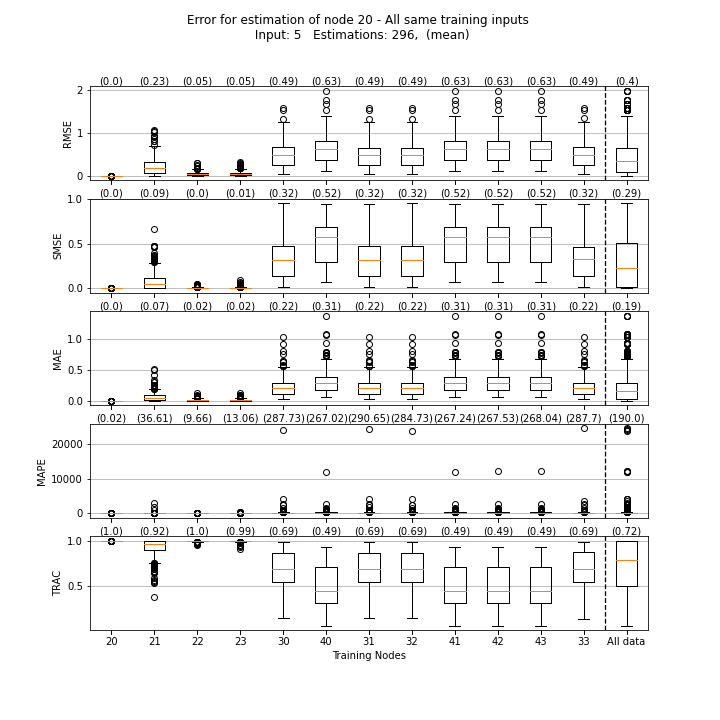 Error for estimation of node 20 - All same training inputs
Input: 5   Estimations: 296,  (mean)
(0.0) (0.23) (0.05) (0.05) (0.49) (0.63) (0.49) (0.49) (0.63) (0.63) (0.63) (0.49) (0.4)
2
1
0
RMSE
(0.0) (0.09) (0.0) (0.01) (0.32) (0.52) (0.32) (0.32) (0.52) (0.52) (0.52) (0.32) (0.29)
1.0
0.5
0.0
SMSE
(0.0) (0.07) (0.02) (0.02) (0.22) (0.31) (0.22) (0.22) (0.31) (0.31) (0.31) (0.22) (0.19)
1.0
0.5
0.0
MAE
(0.02) (36.61) (9.66) (13.06) (287.73) (267.02) (290.65) (284.73) (267.24) (267.53) (268.04) (287.7) (190.0)
20000
10000
0
MAPE
(1.0) (0.92) (1.0) (0.99) (0.69) (0.49) (0.69) (0.69) (0.49) (0.49) (0.49) (0.69) (0.72)
1.0
0.5
TRAC
20 21 22 23 30 40 31 32 41 42 43 33 All data
Training Nodes